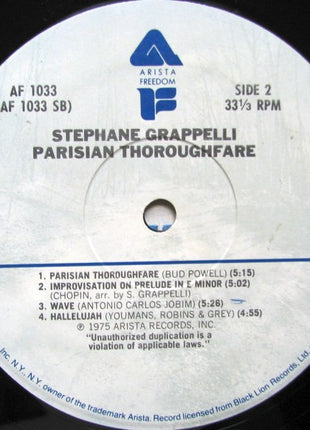 ARISTA
FREEDOM
AF 1033
(AF 1033 SB)
SIDE 2
33⅓ RPM
STEPHANE GRAPPELLI
PARISIAN THOROUGHFARE
1. PARISIAN THOROUGHFARE (BUD POWELL) (5:15)
2. IMPROVISATION ON PRELUDE IN E MINOR (5:02)
(CHOPIN, arr. by S. GRAPPELLI)
3. WAVE (ANTONIO CARLOS JOBIM) (5:26)
4. HALLELUJAH (YOUMANS, ROBINS & GREY) (4:55)
℗ 1975 ARISTA RECORDS, INC.
"Unauthorized duplication is a
violation of applicable laws."
Inc. N.Y., N.Y. owner of the trademark Arista. Record licensed from Black Lion Records, Ltd.